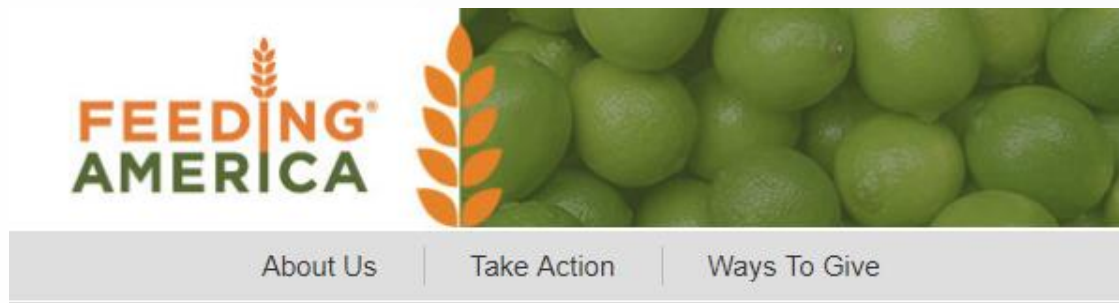 FEEDING®
AMERICA
About Us
Take Action
Ways To Give